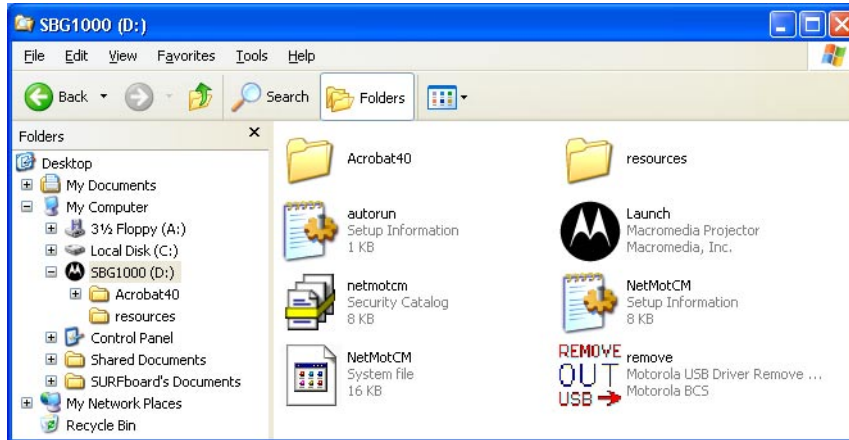 SBG1000 (D:)
File Edit View Favorites Tools Help
Back Search Folders
Folders
Desktop
My Documents
My Computer
3½ Floppy (A:)
Local Disk (C:)
SBG1000 (D:)
Acrobat40
resources
Control Panel
Shared Documents
SURFboard's Documents
My Network Places
Recycle Bin
Acrobat40
resources
autorun
Setup Information
1 KB
Launch
Macromedia Projector
Macromedia, Inc.
netmotcm
Security Catalog
8 KB
NetMotCM
Setup Information
8 KB
NetMotCM
System file
16 KB
REMOVE
OUT
USB
remove
Motorola USB Driver Remove ...
Motorola BCS